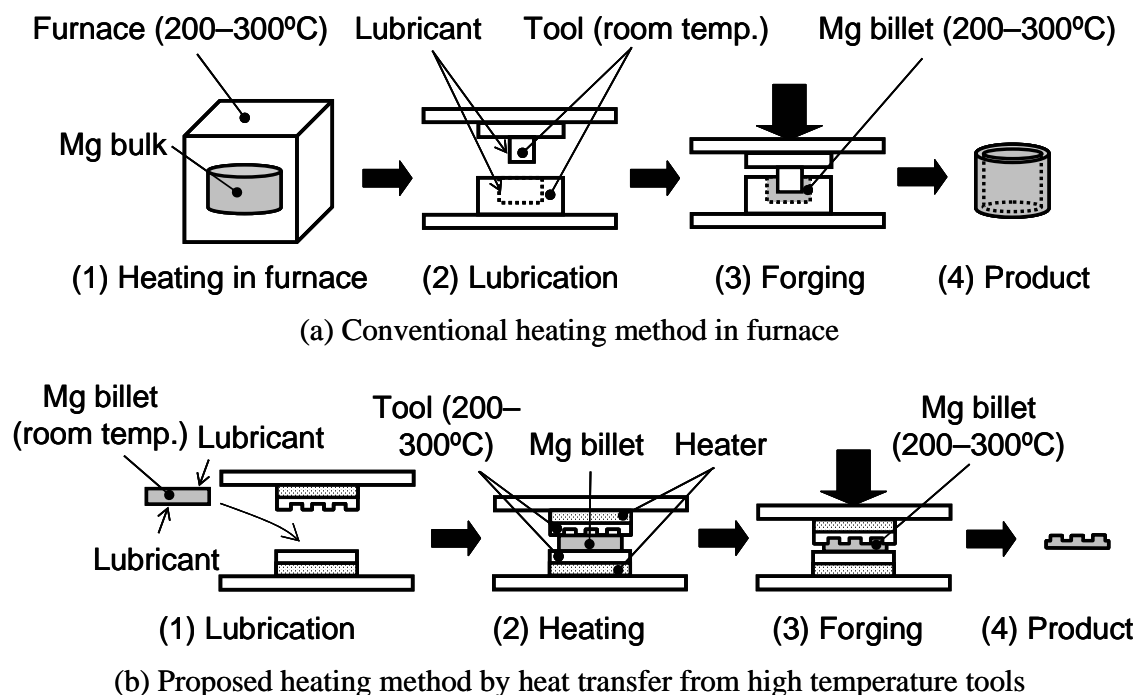 Furnace (200–300ºC)
Lubricant
Tool (room temp.)
Mg billet (200–300ºC)
Mg bulk
(1) Heating in furnace
(2) Lubrication
(3) Forging
(4) Product
(a) Conventional heating method in furnace
Mg billet
(room temp.)
Lubricant
Lubricant
Tool (200–
300ºC)
Mg billet
Heater
Mg billet
(200–300ºC)
(1) Lubrication
(2) Heating
(3) Forging
(4) Product
(b) Proposed heating method by heat transfer from high temperature tools